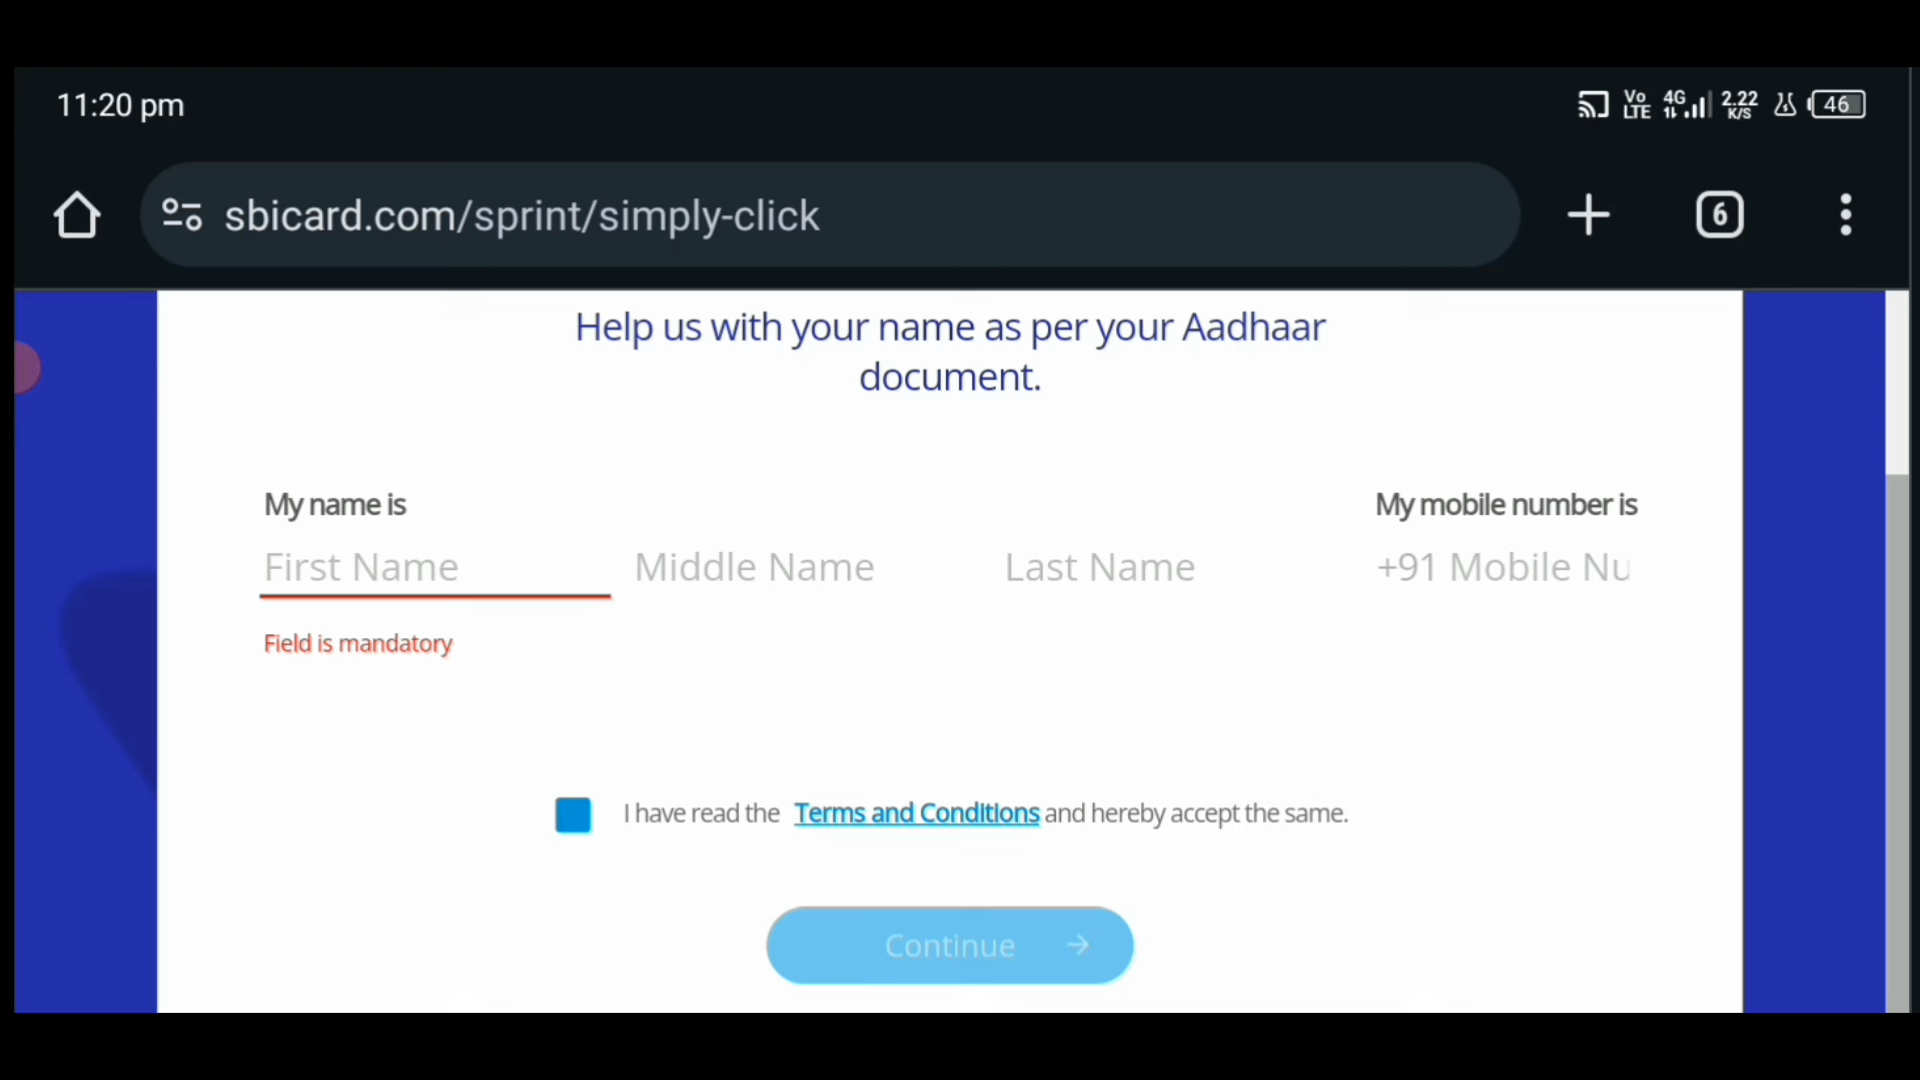 11:20 pm
Vo LTE 4G 2.22 K/S 46
sbicard.com/sprint/simply-click
6
Help us with your name as per your Aadhaar
document.
My name is
My mobile number is
First Name
Middle Name
Last Name
+91 Mobile Nu
Field is mandatory
I have read the Terms and Conditions and hereby accept the same.
Continue →